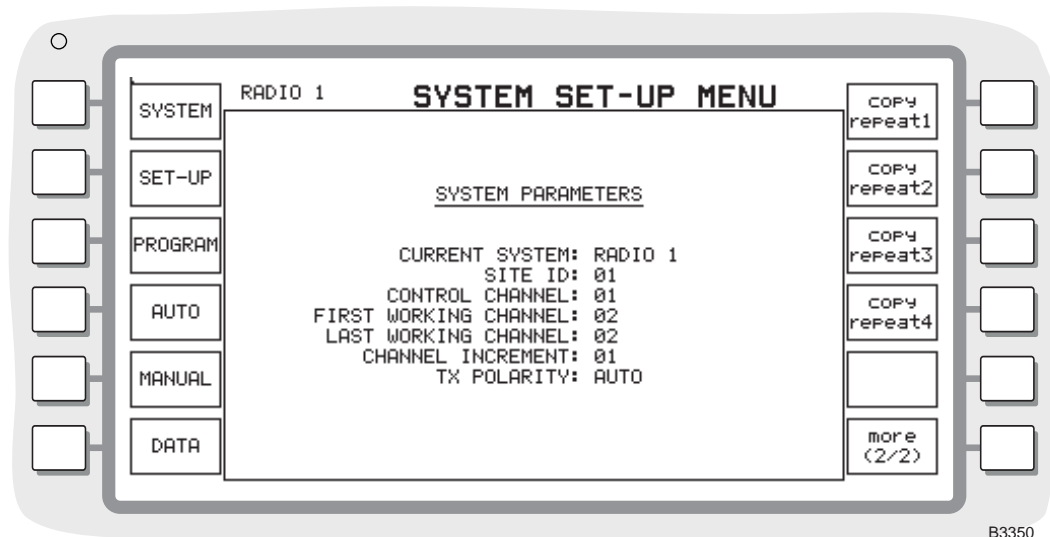 RADIO 1
SYSTEM SET-UP MENU
SYSTEM
SET-UP
PROGRAM
AUTO
MANUAL
DATA
SYSTEM PARAMETERS
CURRENT SYSTEM: RADIO 1
SITE ID: 01
CONTROL CHANNEL: 01
FIRST WORKING CHANNEL: 02
LAST WORKING CHANNEL: 02
CHANNEL INCREMENT: 01
TX POLARITY: AUTO
copy
repeat1
copy
repeat2
copy
repeat3
copy
repeat4
more
(2/2)
B3350